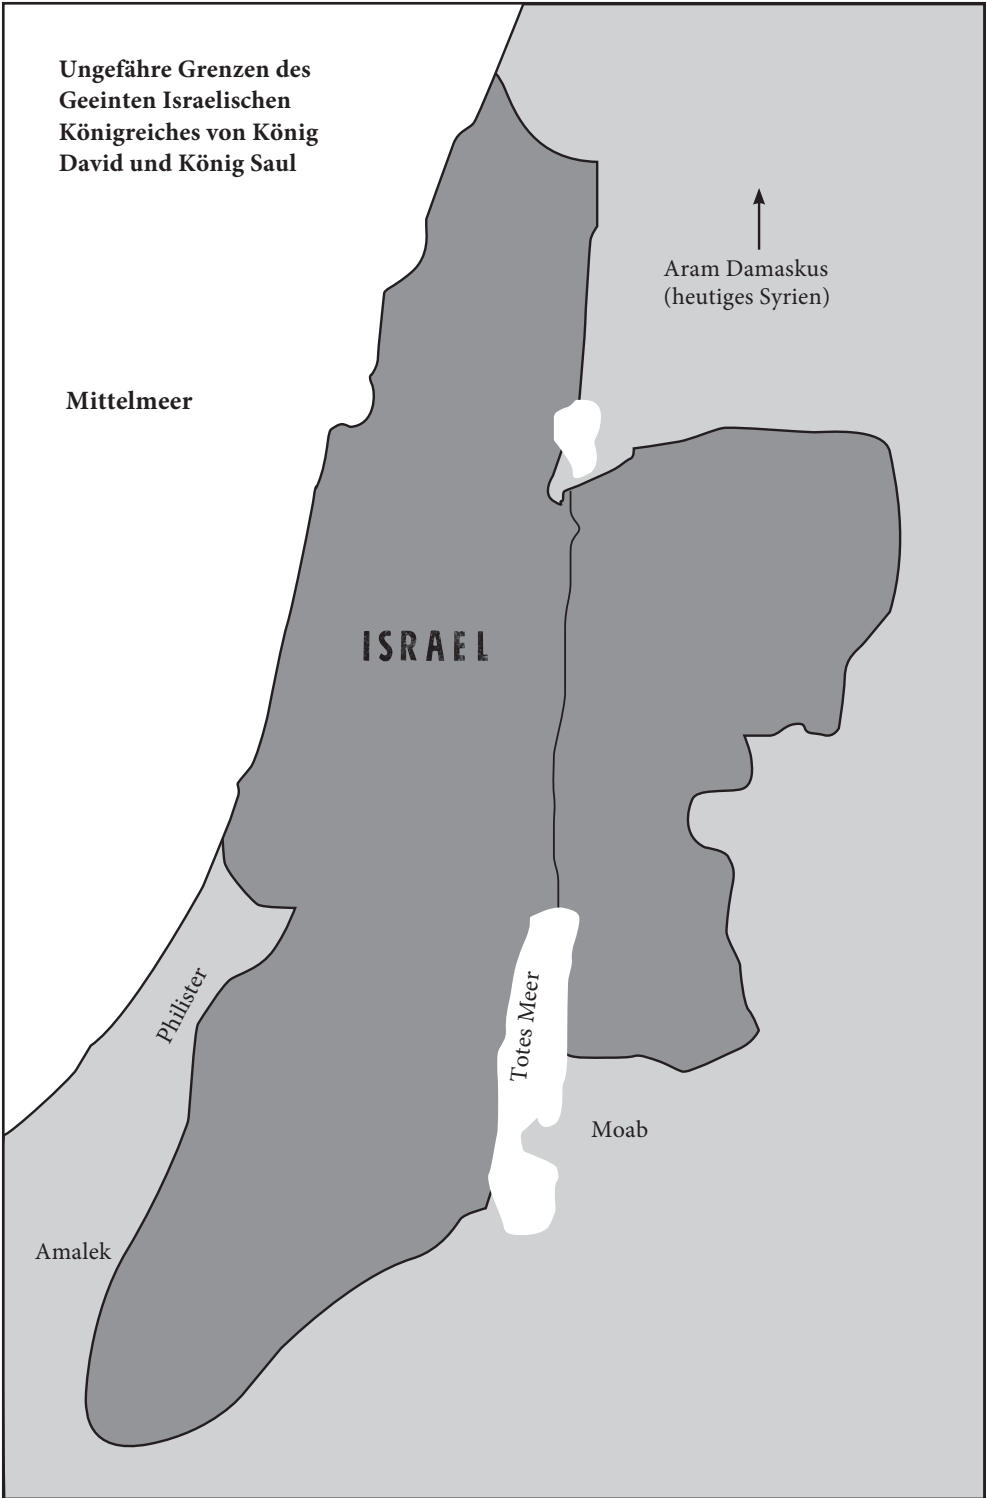 Ungefähre Grenzen des
Geeinten Israelischen
Königreiches von König
David und König Saul
Aram Damaskus
(heutiges Syrien)
Mittelmeer
ISRAEL
Philister
Totes Meer
Moab
Amalek